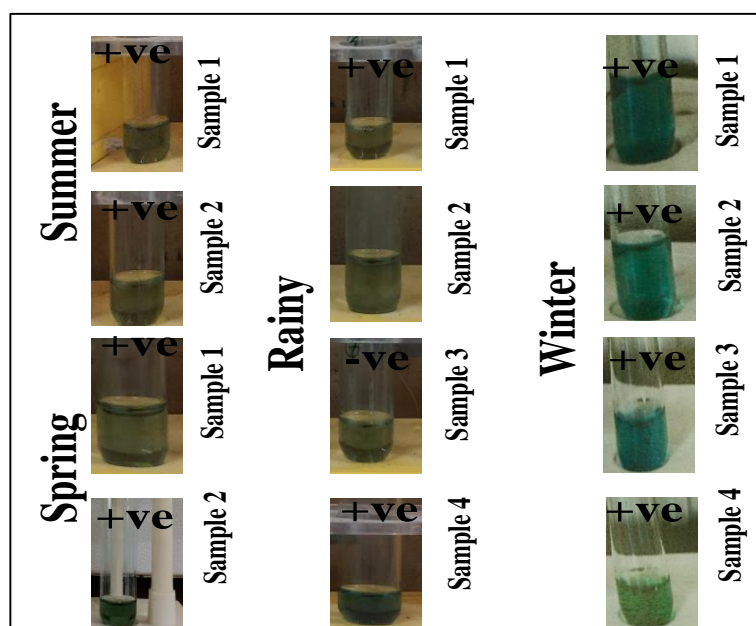 Summer
+ve
Sample 1
+ve
Sample 2
Spring
+ve
Sample 1
+ve
Sample 2
Rainy
+ve
Sample 1
Sample 2
-ve
Sample 3
+ve
Sample 4
Winter
+ve
Sample 1
+ve
Sample 2
+ve
Sample 3
+ve
Sample 4